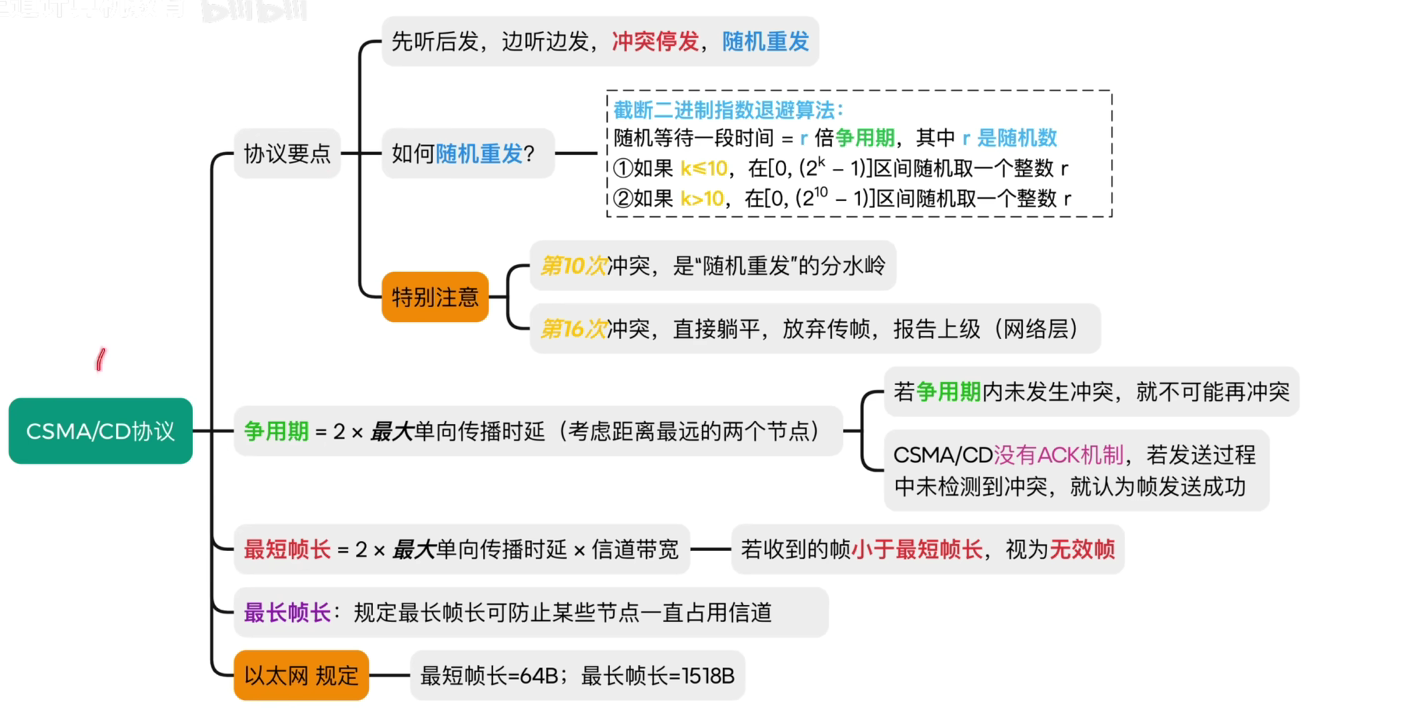 bilibili
先听后发，边听边发，冲突停发，随机重发
截断二进制指数退避算法：
随机等待一段时间 = r 倍争用期，其中 r 是随机数
①如果 k≤10，在[0, (2ᵏ – 1)]区间随机取一个整数 r
②如果 k>10，在[0, (2¹⁰ – 1)]区间随机取一个整数 r
协议要点
如何随机重发？
特别注意
第10次冲突，是“随机重发”的分水岭
第16次冲突，直接躺平，放弃传帧，报告上级（网络层）
CSMA/CD协议
争用期 = 2 × 最大单向传播时延（考虑距离最远的两个节点）
若争用期内未发生冲突，就不可能再冲突
CSMA/CD没有ACK机制，若发送过程
中未检测到冲突，就认为帧发送成功
最短帧长 = 2 × 最大单向传播时延 × 信道带宽
若收到的帧小于最短帧长，视为无效帧
最长帧长：规定最长帧长可防止某些节点一直占用信道
以太网 规定
最短帧长=64B；最长帧长=1518B